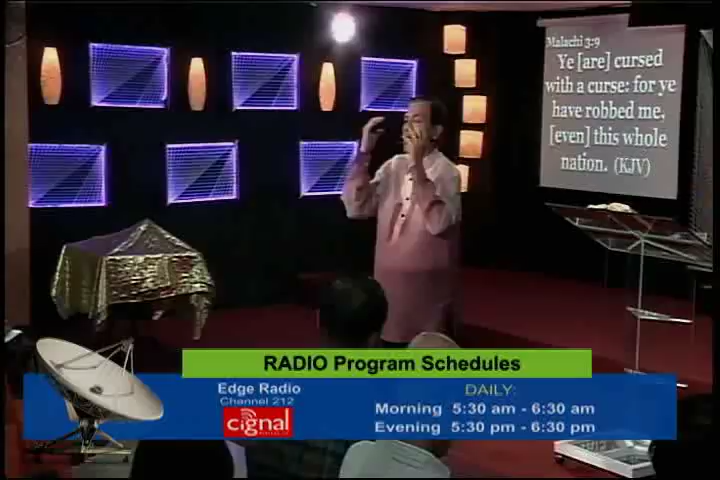 Malachi 3:9
Ye [are] cursed
with a curse: for ye
have robbed me,
[even] this whole
nation. (KJV)
RADIO Program Schedules
Edge Radio
Channel 212
cignal
DAILY:
Morning 5:30 am - 6:30 am
Evening 5:30 pm - 6:30 pm